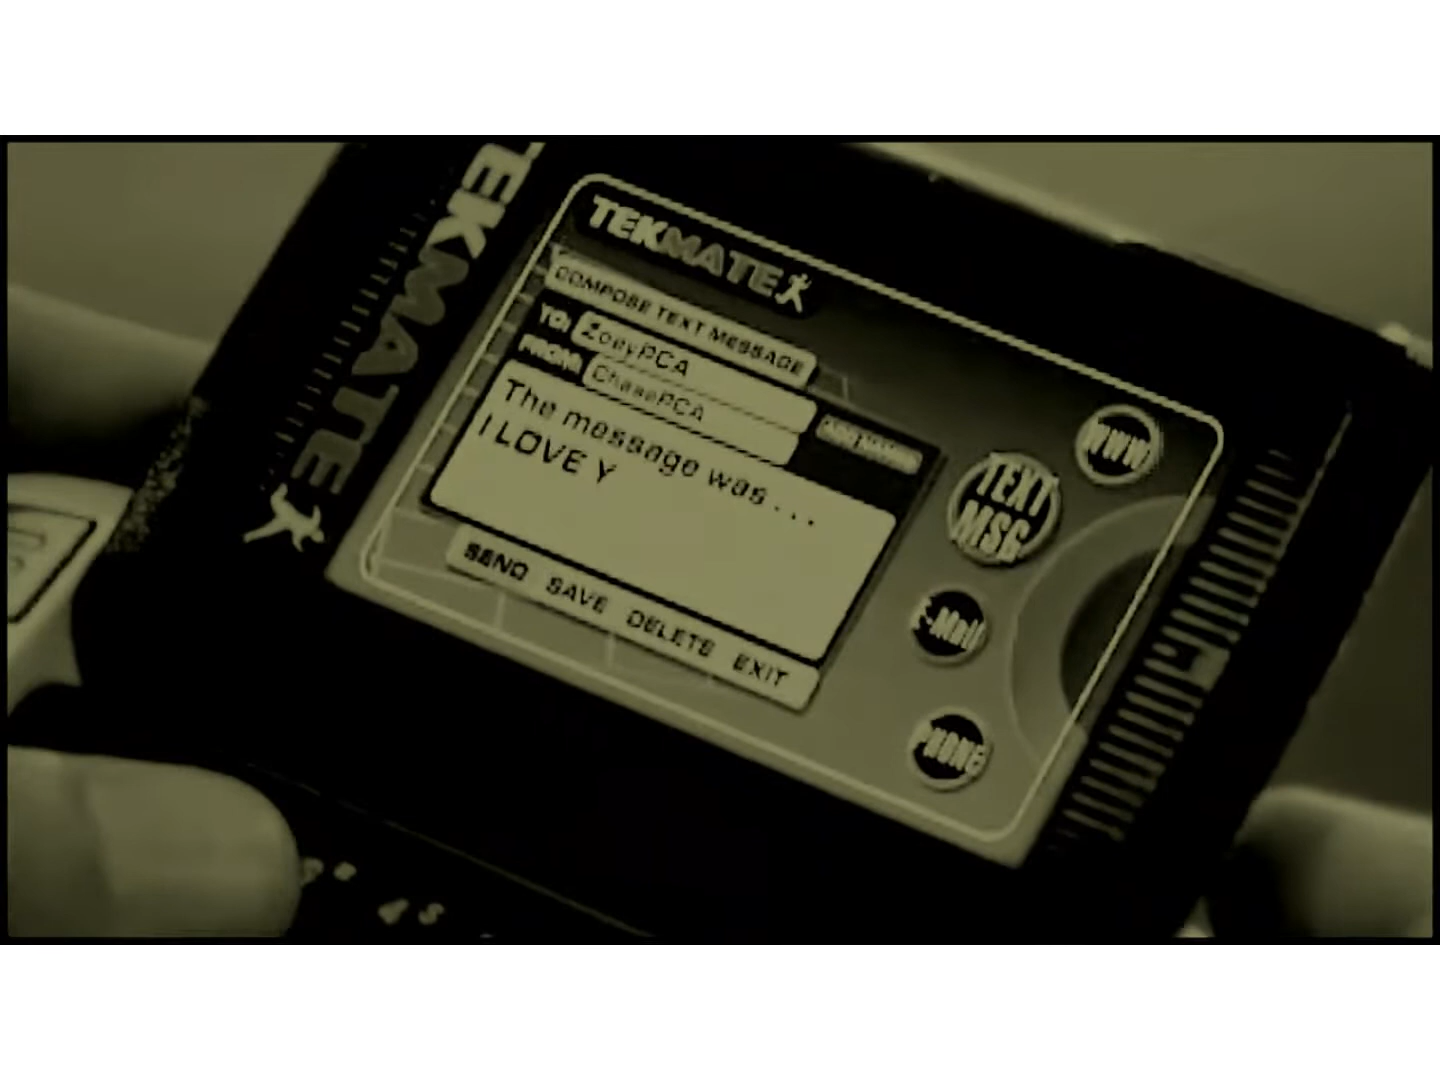 TEKMATE
TEKMATE
COMPOSE TEXT MESSAGE
TO: ZoeyPCA
FROM: ChasePCA
The message was...
I LOVE Y
SEND SAVE DELETE EXIT
WWW
TEXT MSG
E-Mail
PHONE
4 S